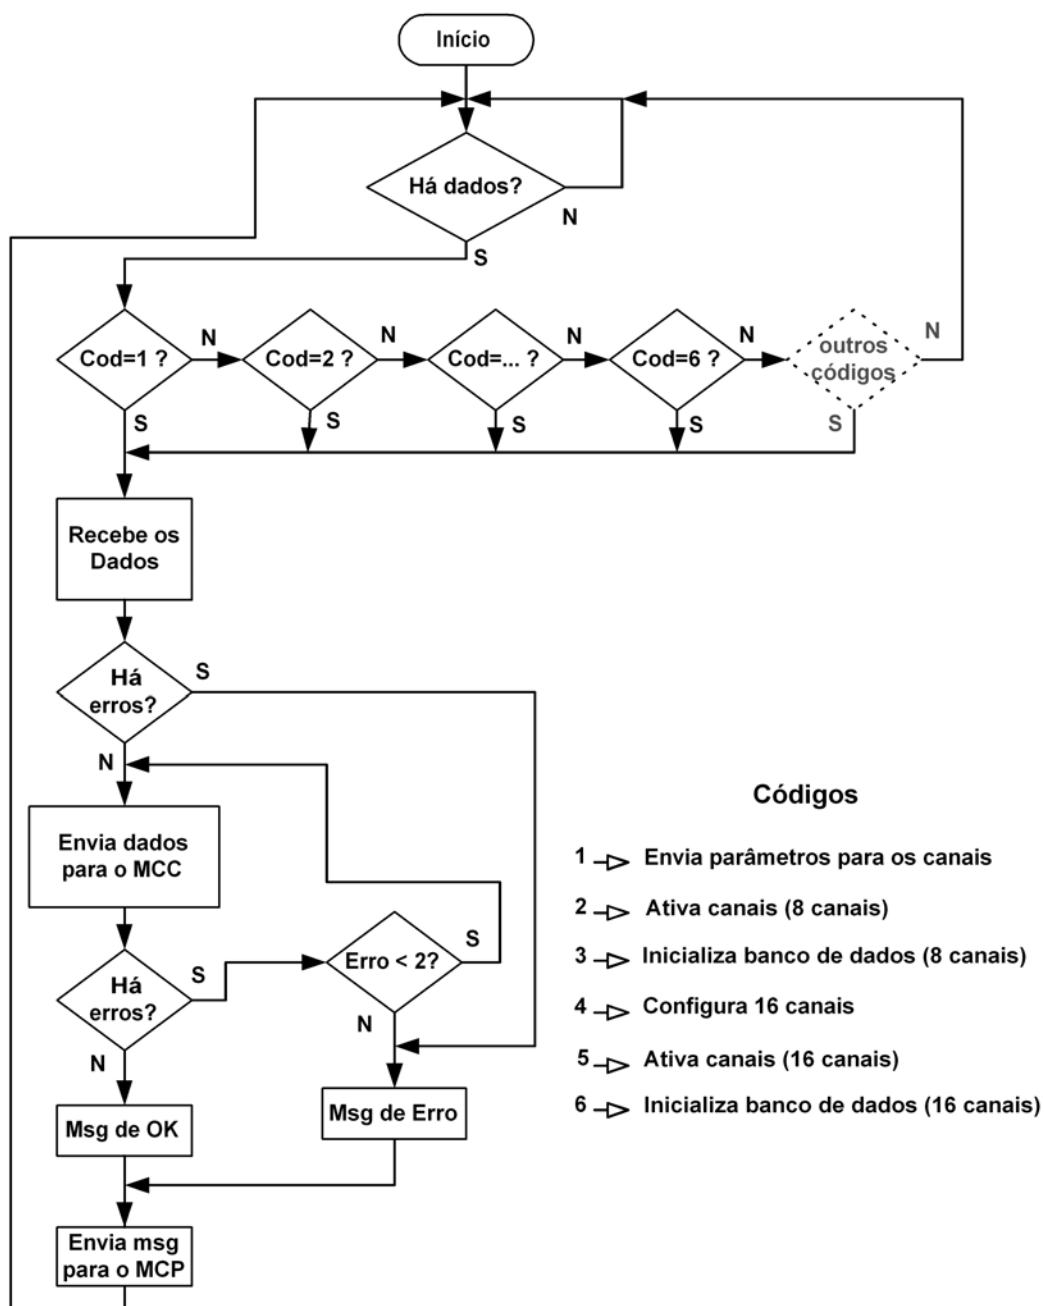 Início
Há dados?
N
S
Cod=1 ?
N
Cod=2 ?
N
Cod=... ?
N
Cod=6 ?
N
outros
códigos
N
S
S
S
S
S
Recebe os
Dados
Há
erros?
S
N
Envia dados
para o MCC
Há
erros?
S
Erro < 2?
S
N
N
Msg de OK
Msg de Erro
Envia msg
para o MCP
Códigos
1 Envia parâmetros para os canais
2 Ativa canais (8 canais)
3 Inicializa banco de dados (8 canais)
4 Configura 16 canais
5 Ativa canais (16 canais)
6 Inicializa banco de dados (16 canais)